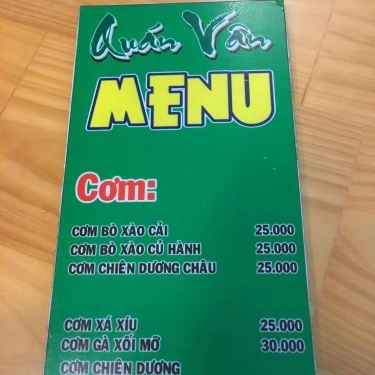 Quán Vân
MENU
Cơm:
CƠM BÒ XÀO CẢI 25.000
CƠM BÒ XÀO CỦ HÀNH 25.000
CƠM CHIÊN DƯƠNG CHÂU 25.000
CƠM XÁ XÍU 25.000
CƠM GÀ XỐI MỠ 30.000
CƠM CHIÊN DƯƠNG